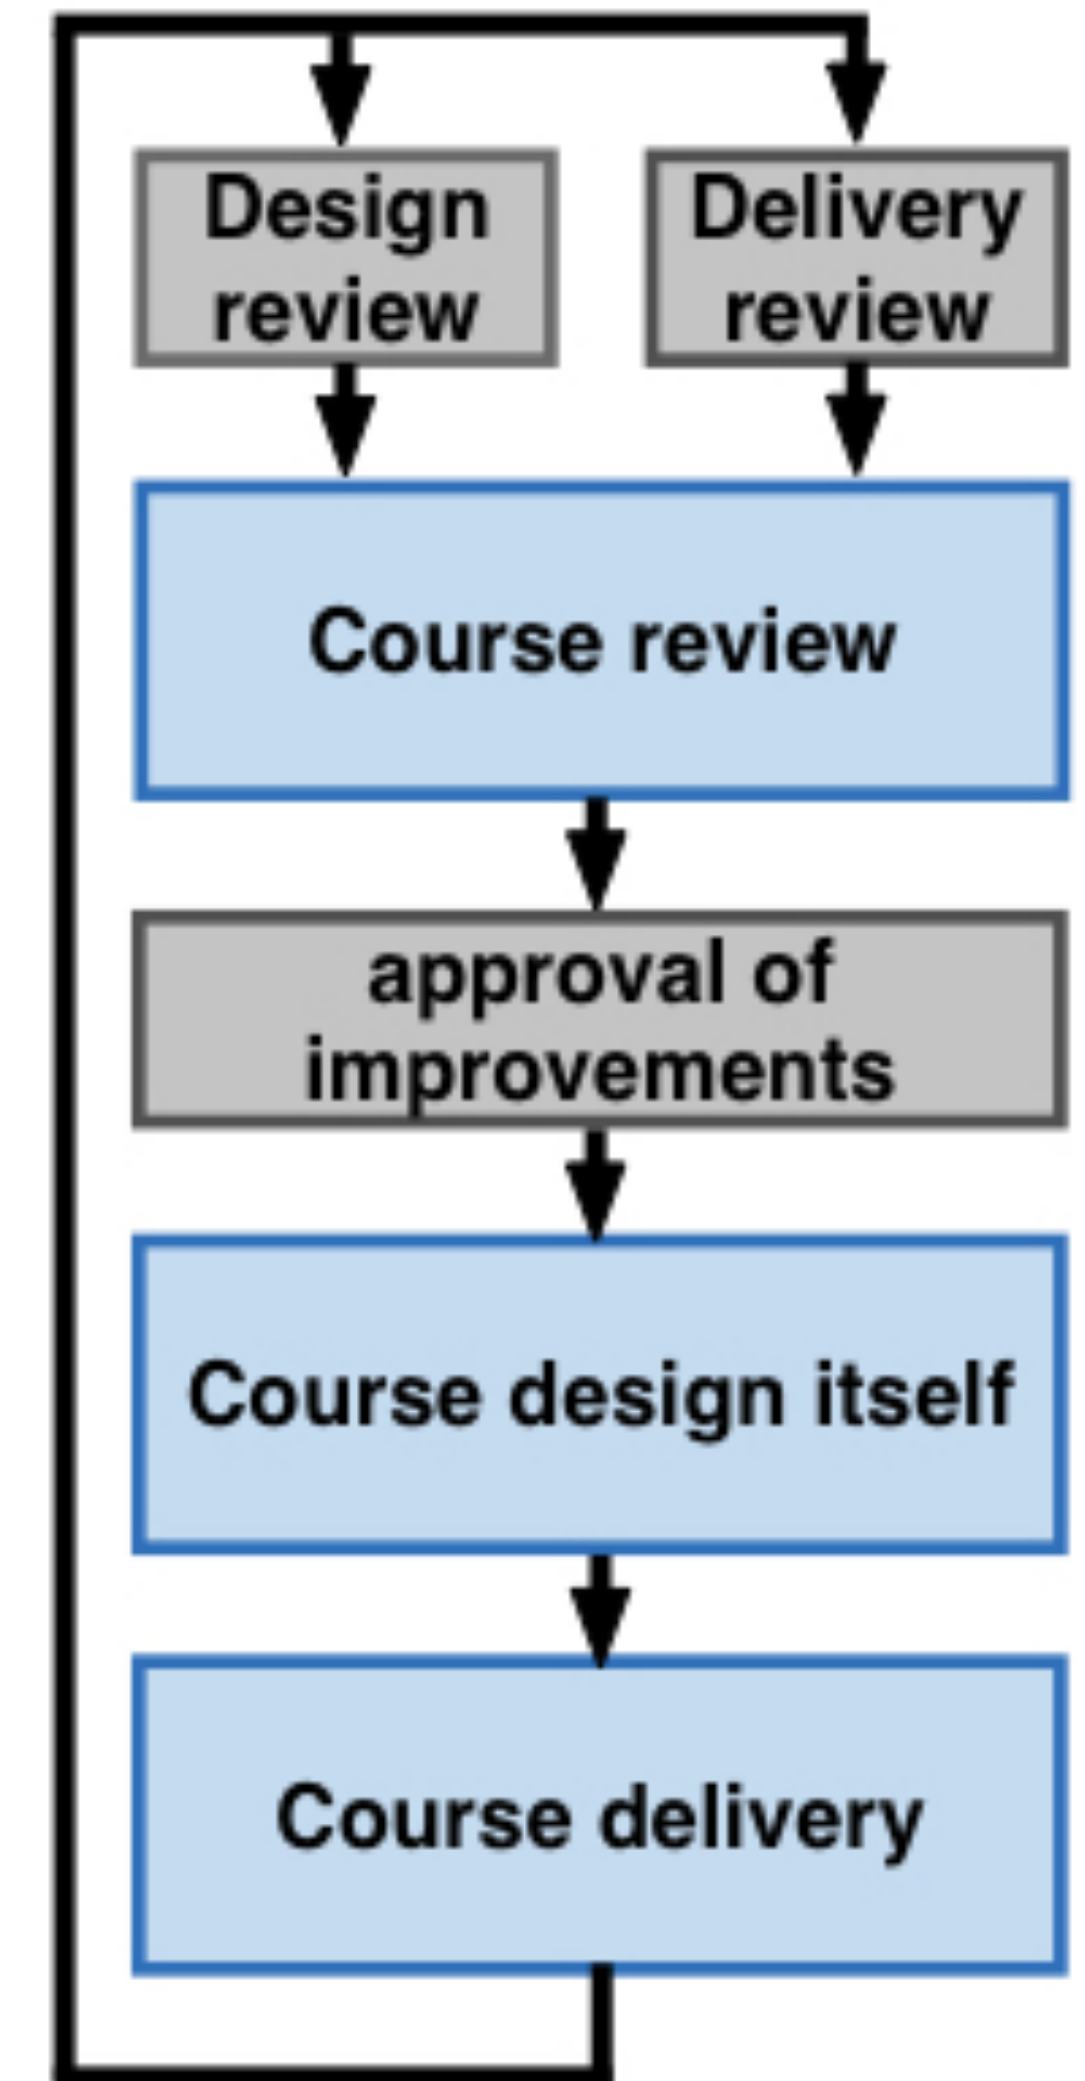 Design
review
Delivery
review
Course review
approval of
improvements
Course design itself
Course delivery